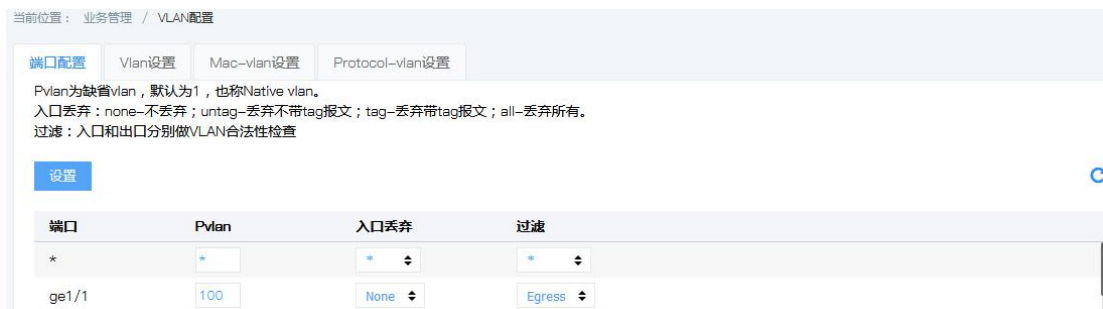 当前位置： 业务管理 / VLAN配置
端口配置 Vlan设置 Mac-vlan设置 Protocol-vlan设置
Pvlan为缺省vlan，默认为1，也称Native vlan。
入口丢弃：none-不丢弃；untag-丢弃不带tag报文；tag-丢弃带tag报文；all-丢弃所有。
过滤：入口和出口分别做VLAN合法性检查
设置
端口 Pvlan 入口丢弃 过滤
* * * *
ge1/1 100 None Egress